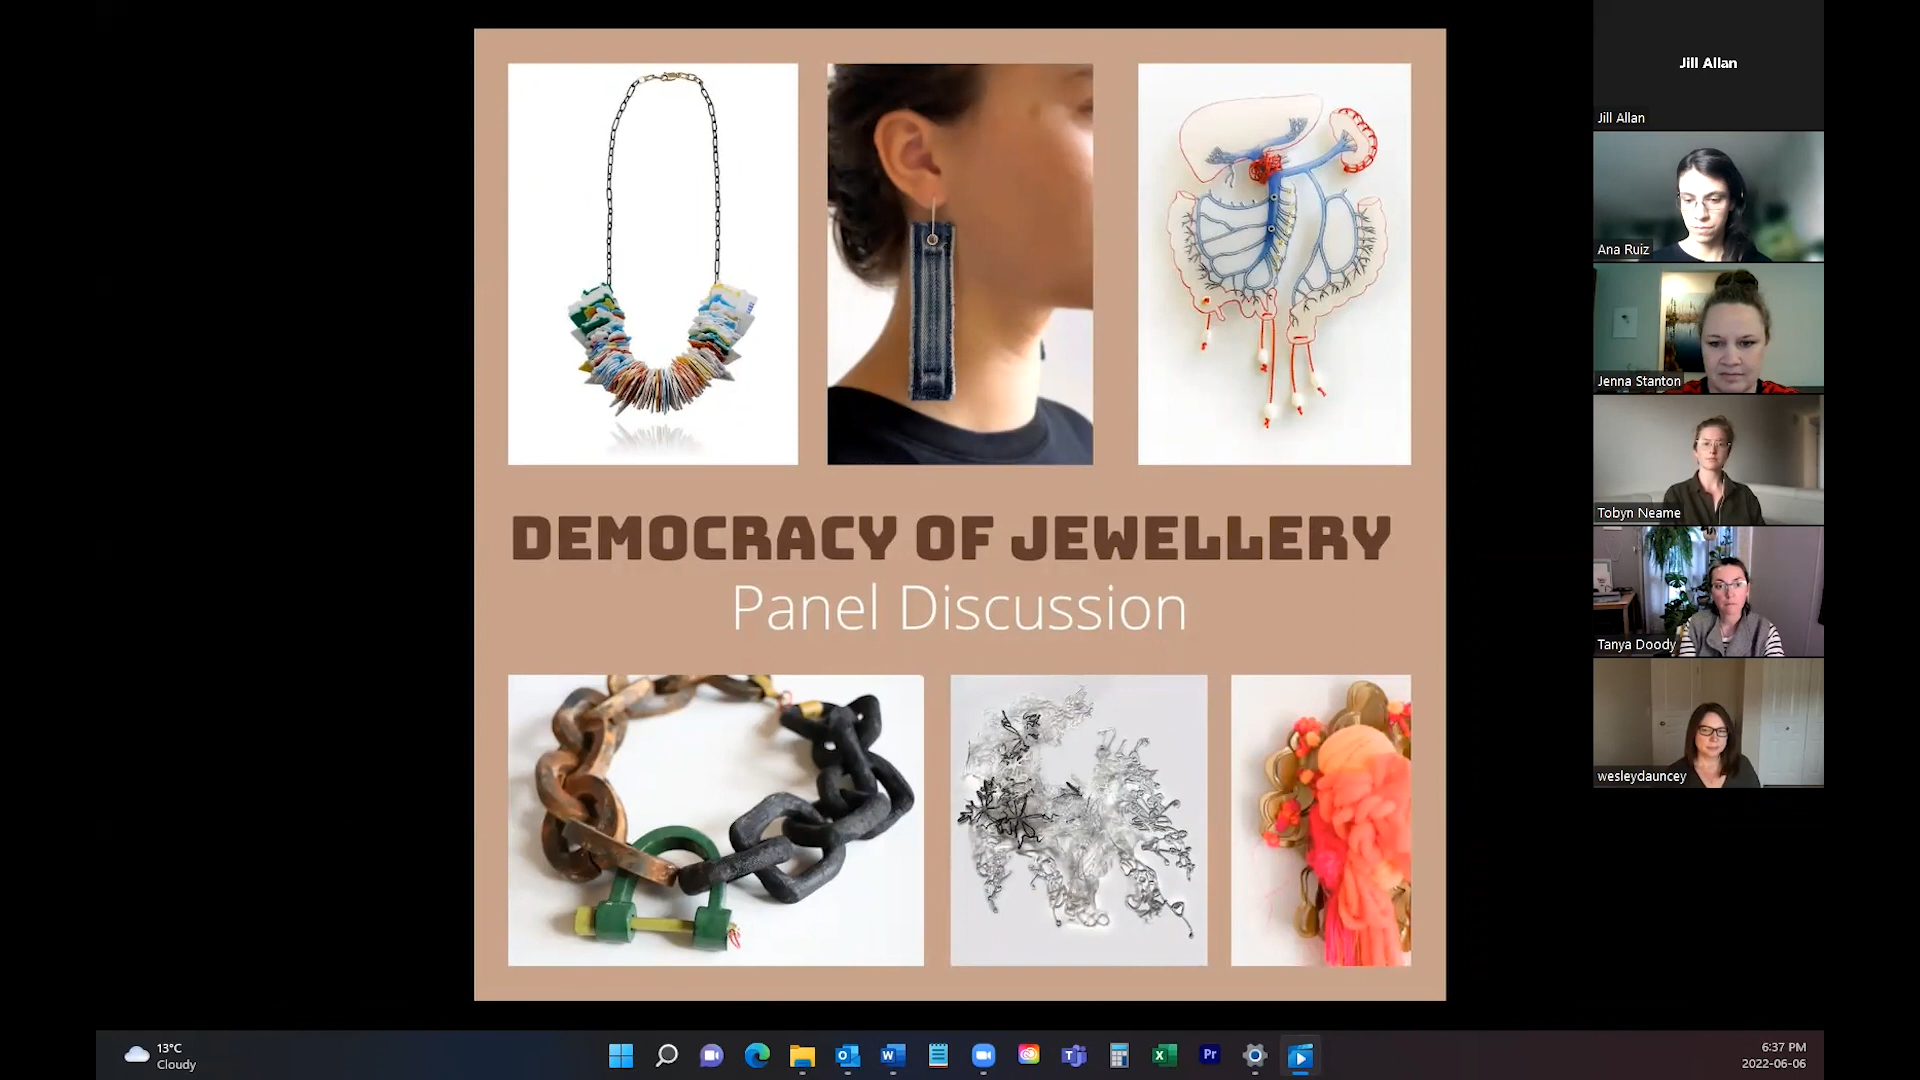 DEMOCRACY OF JEWELLERY
Panel Discussion
Jill Allan
Jill Allan
Ana Ruiz
Jenna Stanton
Tobyn Neame
Tanya Doody
wesleydauncey
13°C
Cloudy
W
X
Pr
6:37 PM
2022-06-06